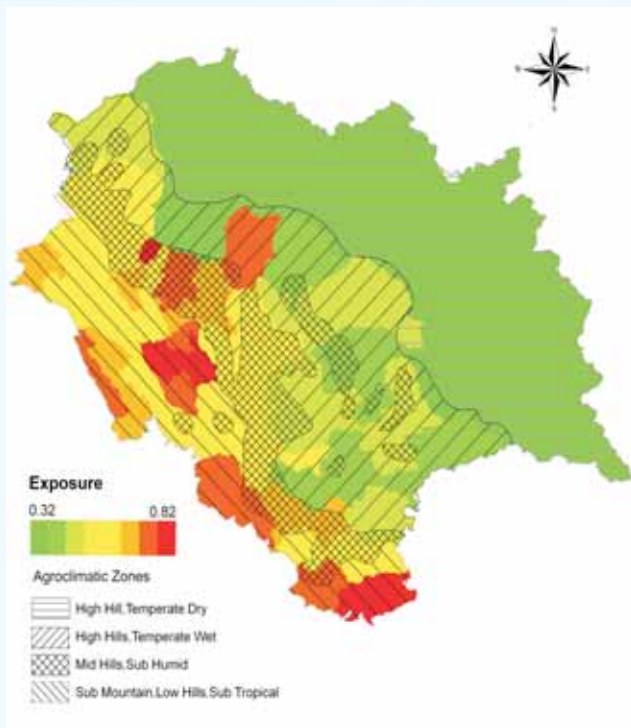 N
W E
S
Exposure
0.32 0.82
Agroclimatic Zones
High Hill,Temperate Dry
High Hills,Temperate Wet
Mid Hills,Sub Humid
Sub Mountain,Low Hills,Sub Tropical